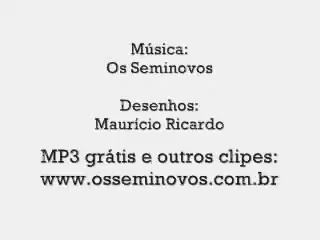 Música:
Os Seminovos
Desenhos:
Maurício Ricardo
MP3 grátis e outros clipes:
www.osseminovos.com.br